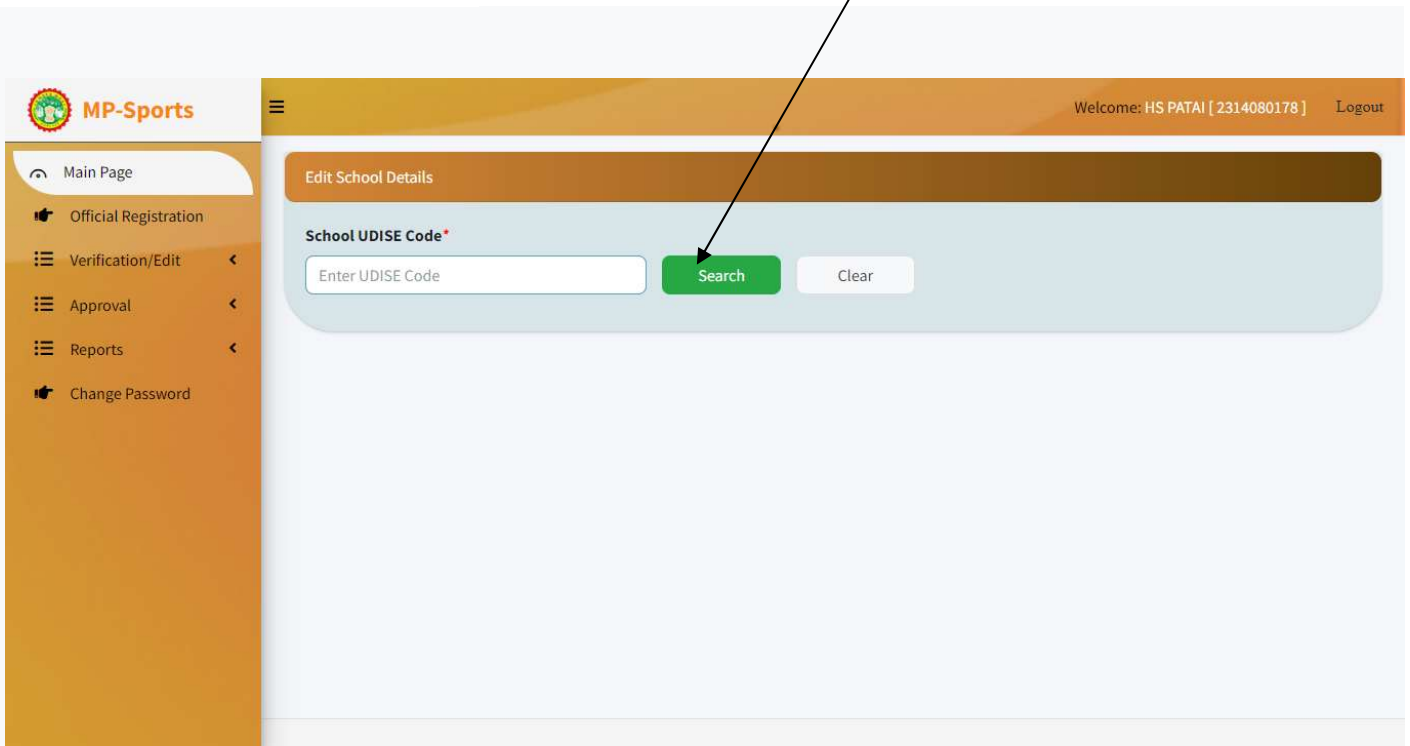 MP-Sports
Welcome: HS PATAI [ 2314080178 ] Logout
Main Page
Official Registration
Verification/Edit
Approval
Reports
Change Password
Edit School Details
School UDISE Code*
Enter UDISE Code
Search
Clear